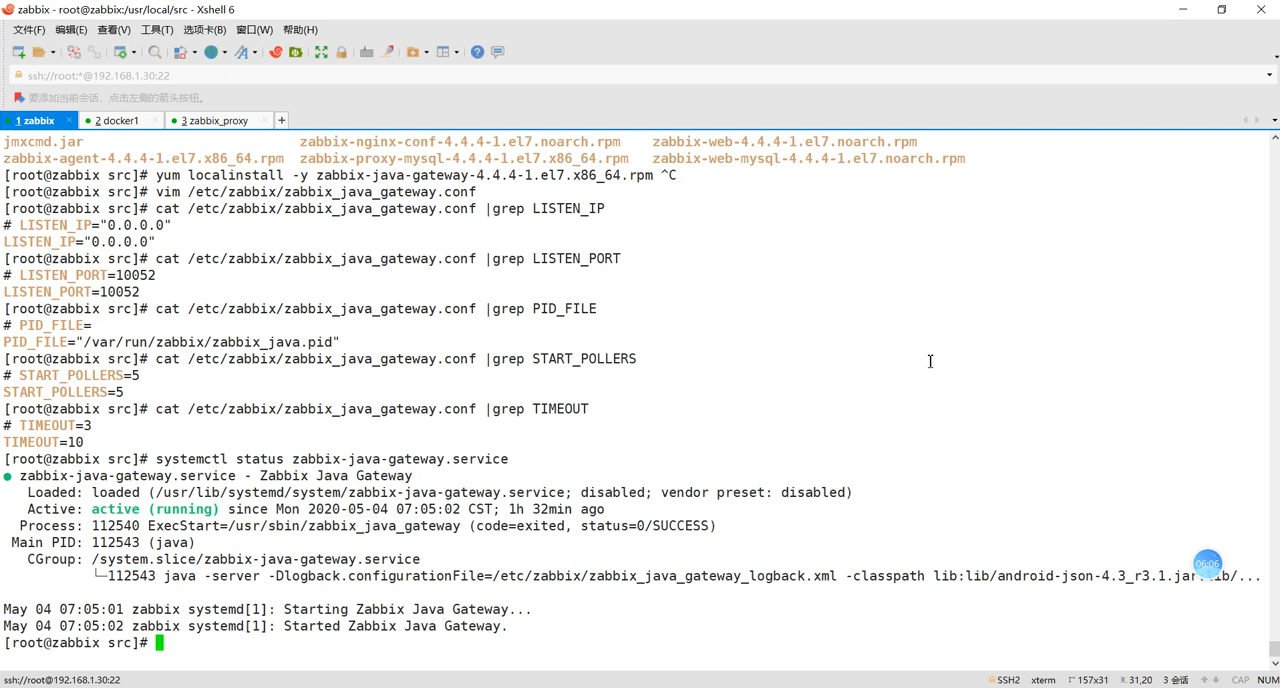 zabbix - root@zabbix:/usr/local/src - Xshell 6
文件(F) 编辑(E) 查看(V) 工具(T) 选项卡(B) 窗口(W) 帮助(H)
ssh://root:*@192.168.1.30:22
要添加当前会话，点击左侧的箭头按钮。
1 zabbix × 2 docker1 × 3 zabbix_proxy × +
jmxcmd.jar zabbix-nginx-conf-4.4.4-1.el7.noarch.rpm zabbix-web-4.4.4-1.el7.noarch.rpm
zabbix-agent-4.4.4-1.el7.x86_64.rpm zabbix-proxy-mysql-4.4.4-1.el7.x86_64.rpm zabbix-web-mysql-4.4.4-1.el7.noarch.rpm
[root@zabbix src]# yum localinstall -y zabbix-java-gateway-4.4.4-1.el7.x86_64.rpm ^C
[root@zabbix src]# vim /etc/zabbix/zabbix_java_gateway.conf
[root@zabbix src]# cat /etc/zabbix/zabbix_java_gateway.conf |grep LISTEN_IP
# LISTEN_IP="0.0.0.0"
LISTEN_IP="0.0.0.0"
[root@zabbix src]# cat /etc/zabbix/zabbix_java_gateway.conf |grep LISTEN_PORT
# LISTEN_PORT=10052
LISTEN_PORT=10052
[root@zabbix src]# cat /etc/zabbix/zabbix_java_gateway.conf |grep PID_FILE
# PID_FILE=
PID_FILE="/var/run/zabbix/zabbix_java.pid"
[root@zabbix src]# cat /etc/zabbix/zabbix_java_gateway.conf |grep START_POLLERS
# START_POLLERS=5
START_POLLERS=5
[root@zabbix src]# cat /etc/zabbix/zabbix_java_gateway.conf |grep TIMEOUT
# TIMEOUT=3
TIMEOUT=10
[root@zabbix src]# systemctl status zabbix-java-gateway.service
● zabbix-java-gateway.service - Zabbix Java Gateway
Loaded: loaded (/usr/lib/systemd/system/zabbix-java-gateway.service; disabled; vendor preset: disabled)
Active: active (running) since Mon 2020-05-04 07:05:02 CST; 1h 32min ago
Process: 112540 ExecStart=/usr/sbin/zabbix_java_gateway (code=exited, status=0/SUCCESS)
Main PID: 112543 (java)
CGroup: /system.slice/zabbix-java-gateway.service
└─112543 java -server -Dlogback.configurationFile=/etc/zabbix/zabbix_java_gateway_logback.xml -classpath lib:lib/android-json-4.3_r3.1.jar:lib/...
06:06
May 04 07:05:01 zabbix systemd[1]: Starting Zabbix Java Gateway...
May 04 07:05:02 zabbix systemd[1]: Started Zabbix Java Gateway.
[root@zabbix src]#
ssh://root@192.168.1.30:22 SSH2 xterm 157x31 31,20 3 会话 CAP NUM